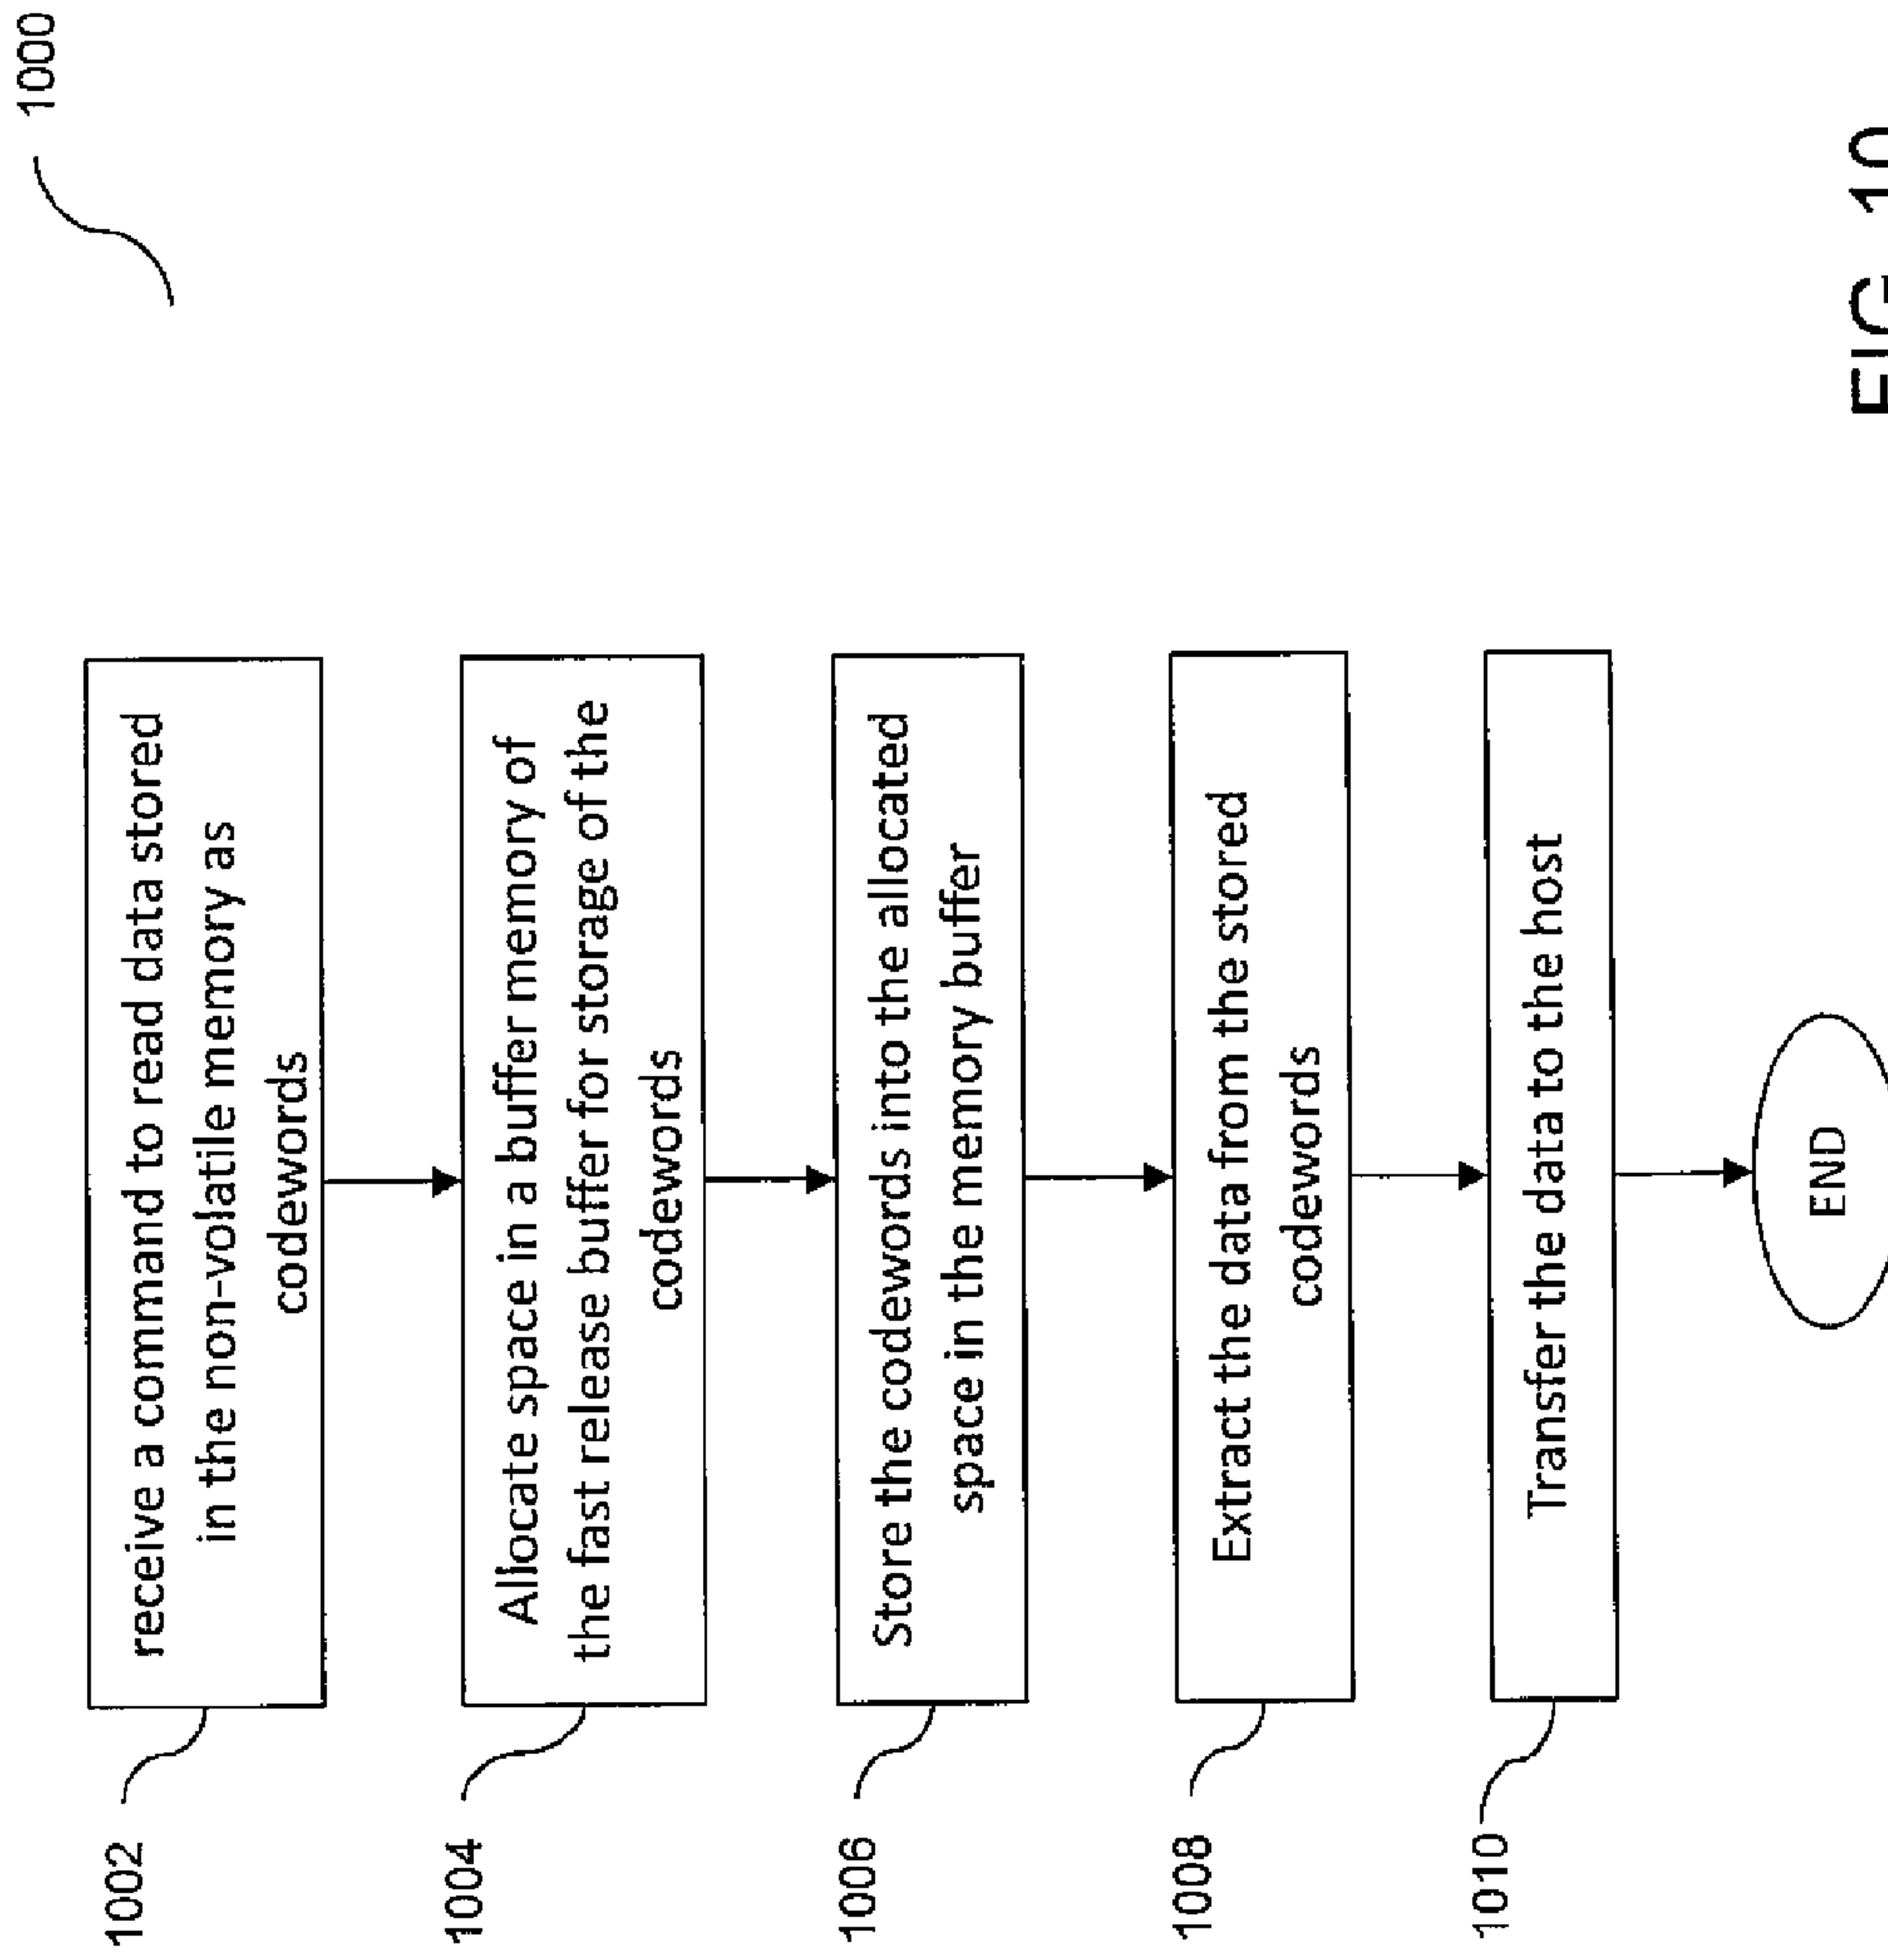 1000
1002
receive a command to read data stored
in the non-volatile memory as
codewords
1004
Allocate space in a buffer memory of
the fast release buffer for storage of the
codewords
1006
Store the codewords into the allocated
space in the memory buffer
1008
Extract the data from the stored
codewords
1010
Transfer the data to the host
END
FIG. 10